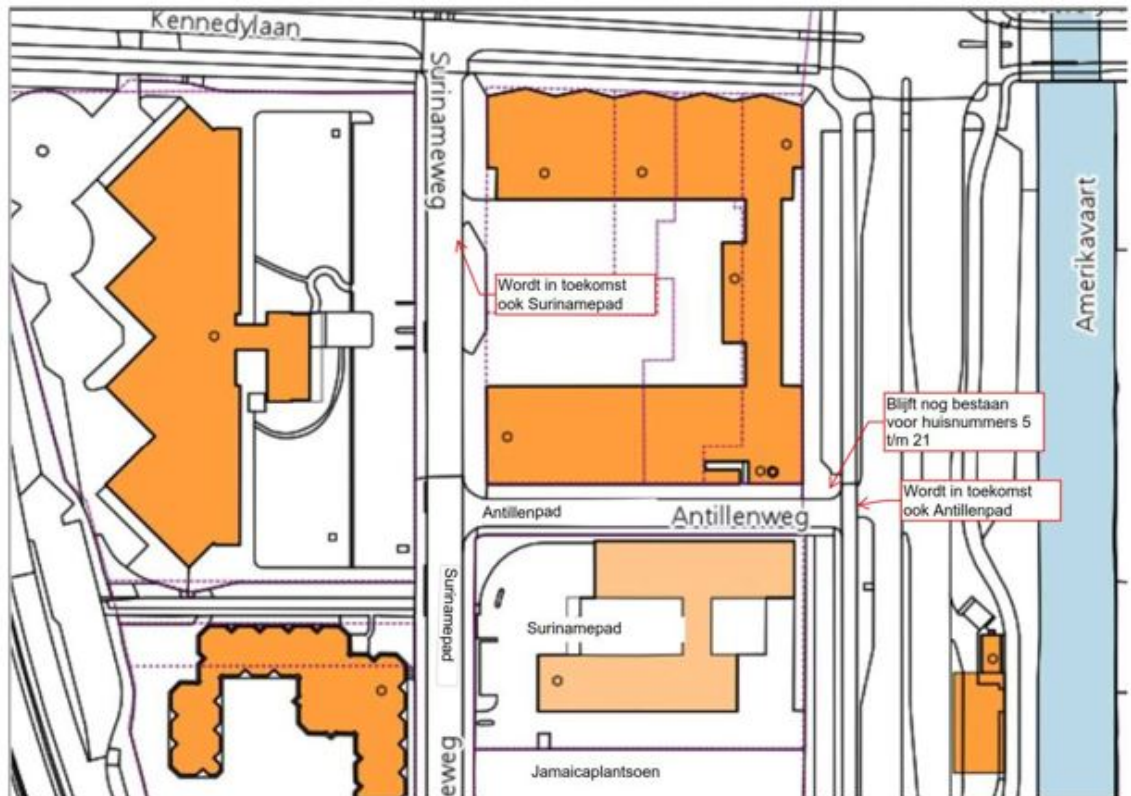 Kennedylaan
Surinameweg
Amerikavaart
Wordt in toekomst
ook Surinamepad
Blijft nog bestaan
voor huisnummers 5
t/m 21
Wordt in toekomst
ook Antillenpad
Antillenpad
Antillenweg
Surinamepad
Surinamepad
Jamaicaplantsoen